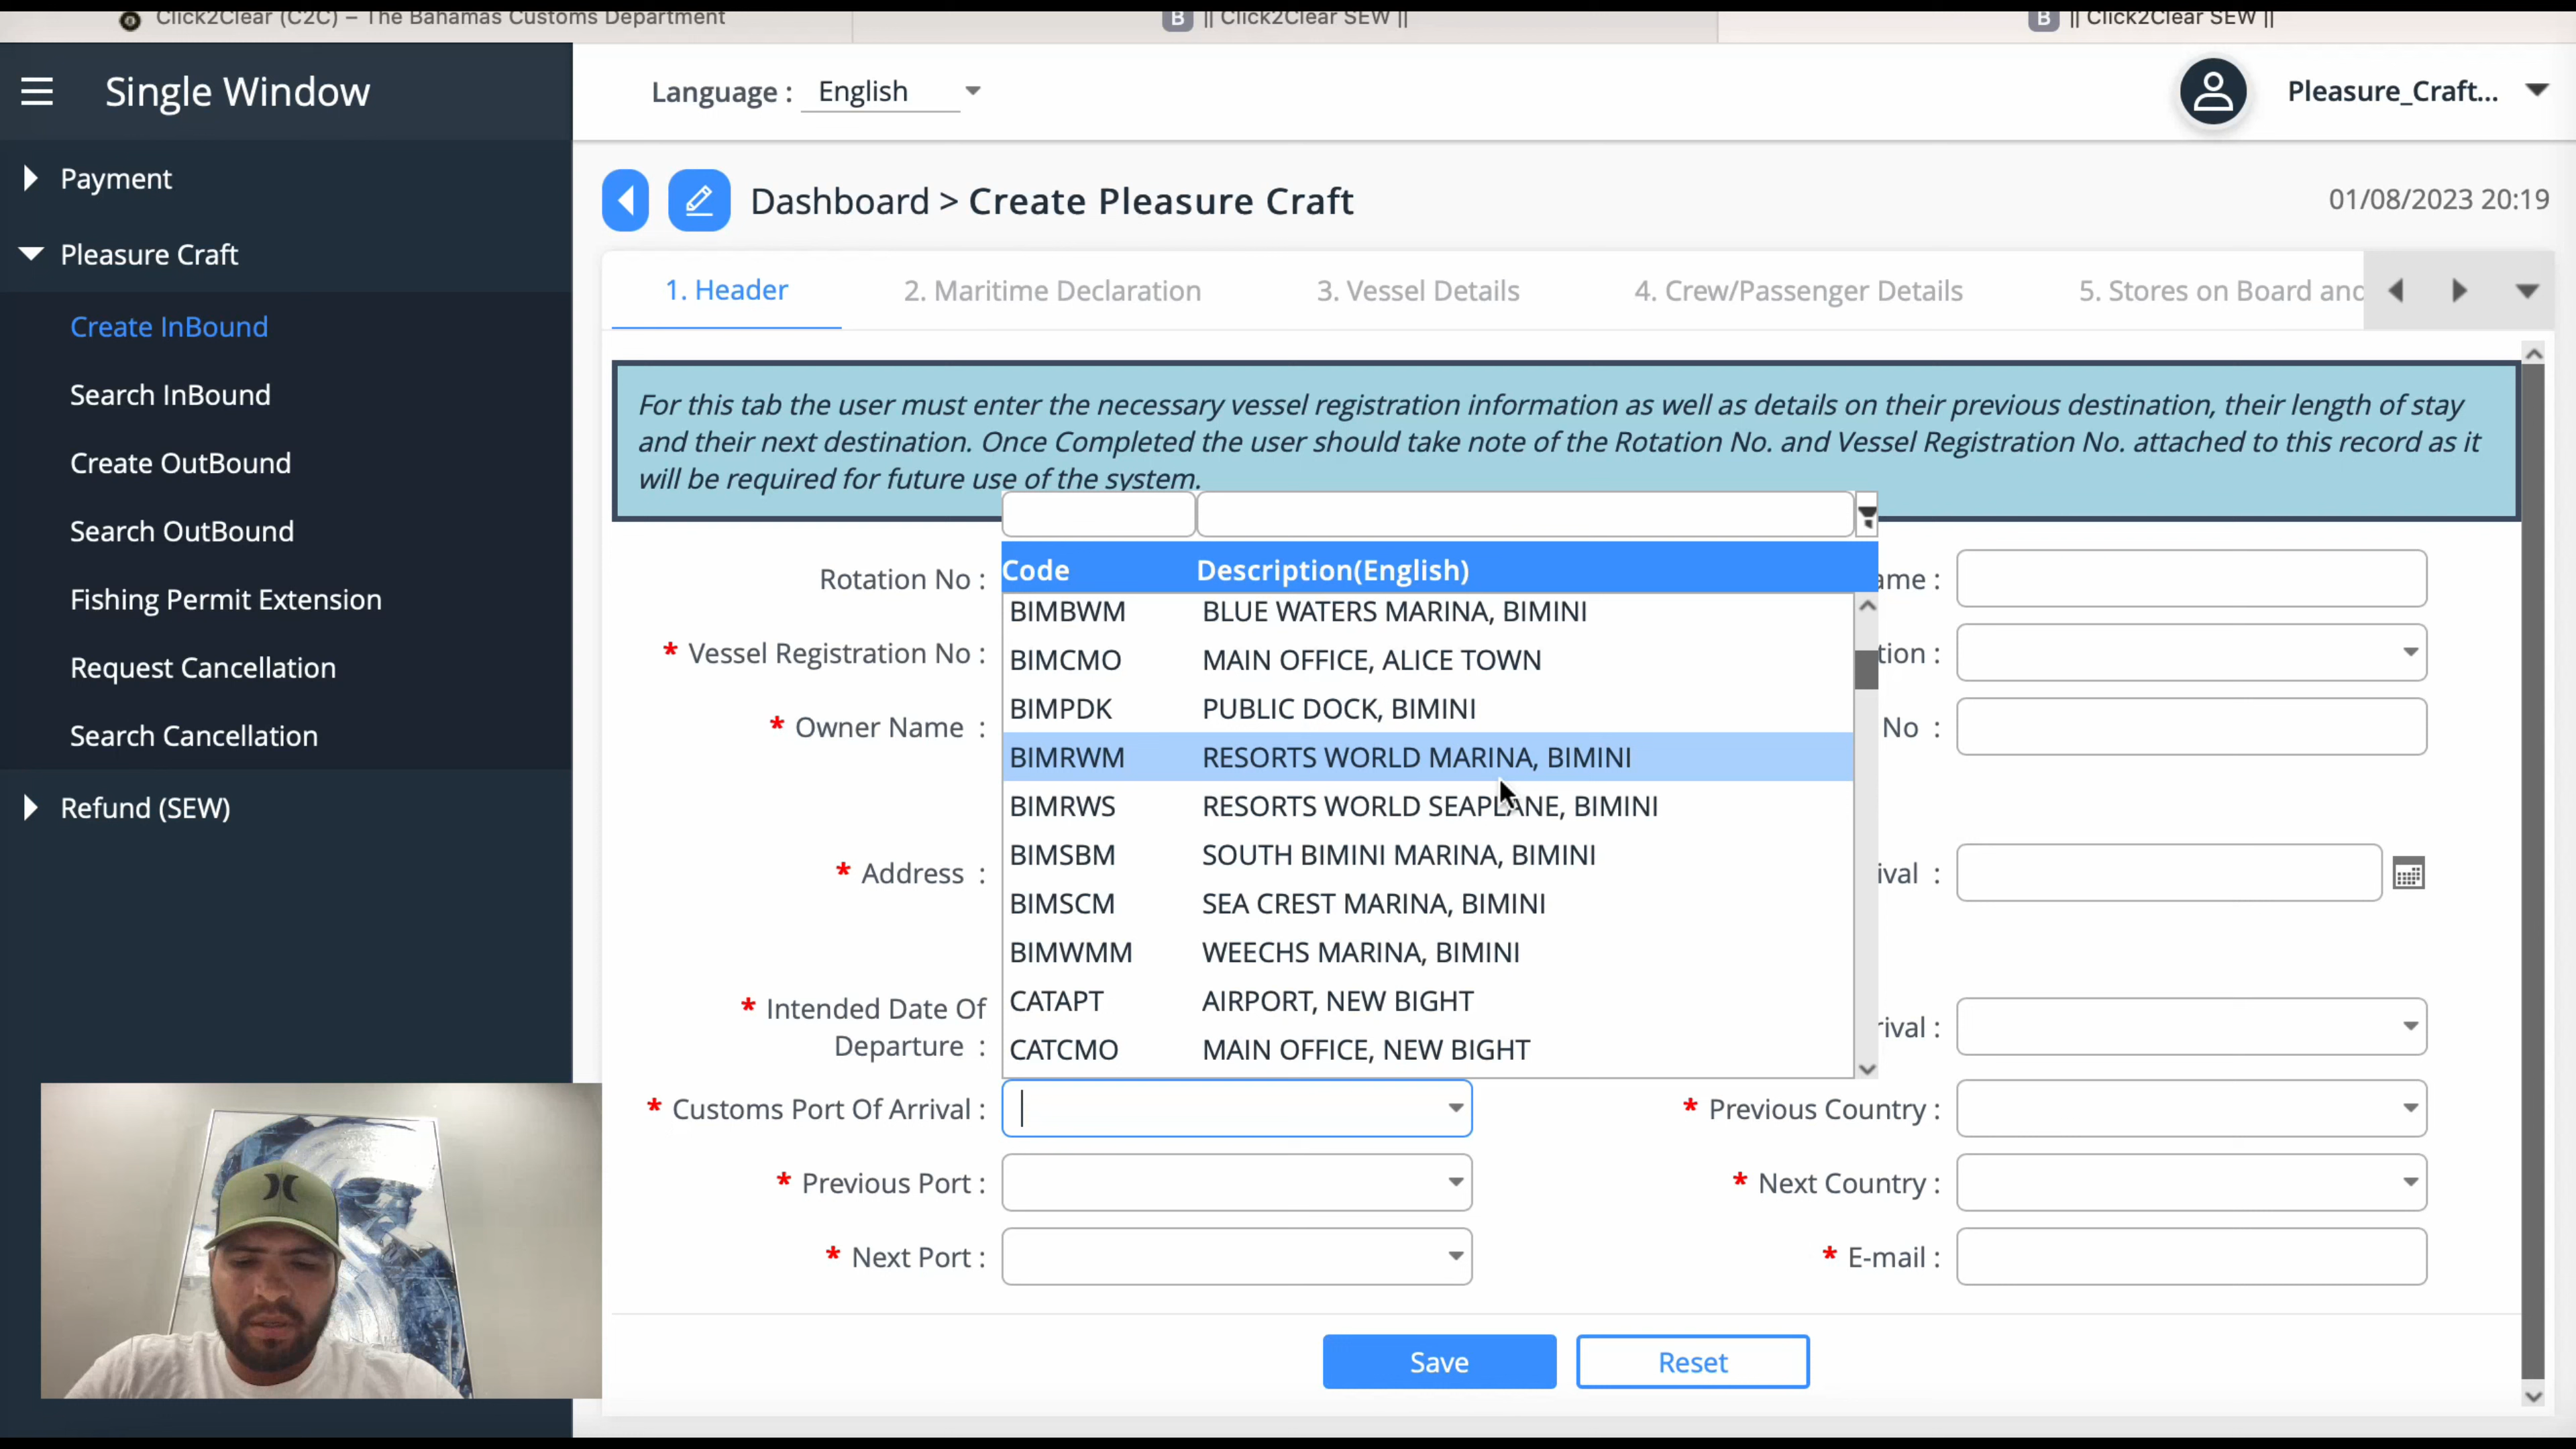 Click2Clear (C2C) – The Bahamas Customs Department
B || Click2Clear SEW ||
B || Click2Clear SEW ||
Single Window
Language : English
Pleasure_Craft...
Payment
Pleasure Craft
Create InBound
Search InBound
Create OutBound
Search OutBound
Fishing Permit Extension
Request Cancellation
Search Cancellation
Refund (SEW)
Dashboard > Create Pleasure Craft
01/08/2023 20:19
1. Header
2. Maritime Declaration
3. Vessel Details
4. Crew/Passenger Details
5. Stores on Board and
For this tab the user must enter the necessary vessel registration information as well as details on their previous destination, their length of stay
and their next destination. Once Completed the user should take note of the Rotation No. and Vessel Registration No. attached to this record as it
will be required for future use of the system.
Rotation No :
ame :
* Vessel Registration No :
tion :
* Owner Name :
No :
* Address :
ival :
* Intended Date Of
Departure :
rival :
Code Description(English)
BIMBWM BLUE WATERS MARINA, BIMINI
BIMCMO MAIN OFFICE, ALICE TOWN
BIMPDK PUBLIC DOCK, BIMINI
BIMRWM RESORTS WORLD MARINA, BIMINI
BIMRWS RESORTS WORLD SEAPLANE, BIMINI
BIMSBM SOUTH BIMINI MARINA, BIMINI
BIMSCM SEA CREST MARINA, BIMINI
BIMWMM WEECHS MARINA, BIMINI
CATAPT AIRPORT, NEW BIGHT
CATCMO MAIN OFFICE, NEW BIGHT
* Customs Port Of Arrival :
* Previous Country :
* Previous Port :
* Next Country :
* Next Port :
* E-mail :
Save
Reset